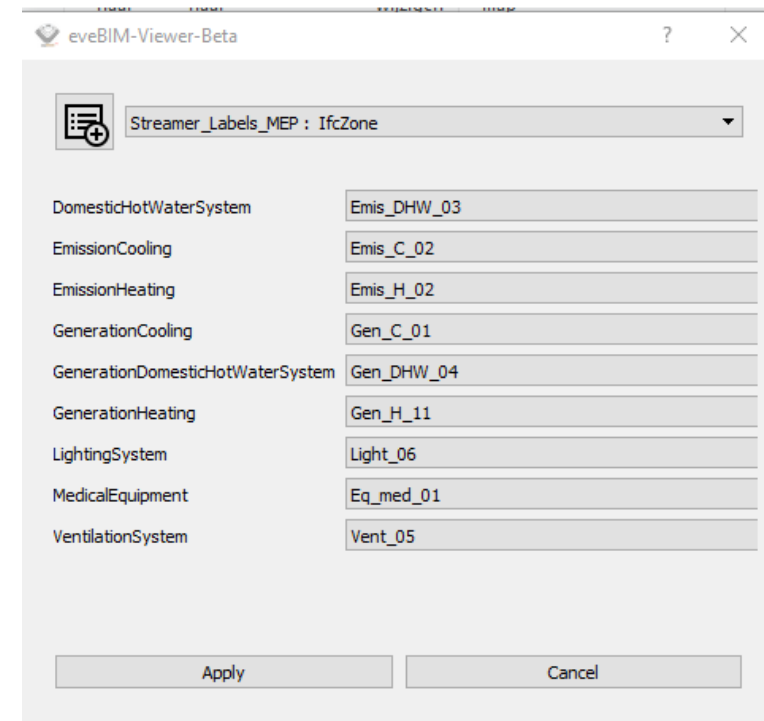 eveBIM-Viewer-Beta
Streamer_Labels_MEP : IfcZone
DomesticHotWaterSystem Emis_DHW_03
EmissionCooling Emis_C_02
EmissionHeating Emis_H_02
GenerationCooling Gen_C_01
GenerationDomesticHotWaterSystem Gen_DHW_04
GenerationHeating Gen_H_11
LightingSystem Light_06
MedicalEquipment Eq_med_01
VentilationSystem Vent_05
Apply Cancel